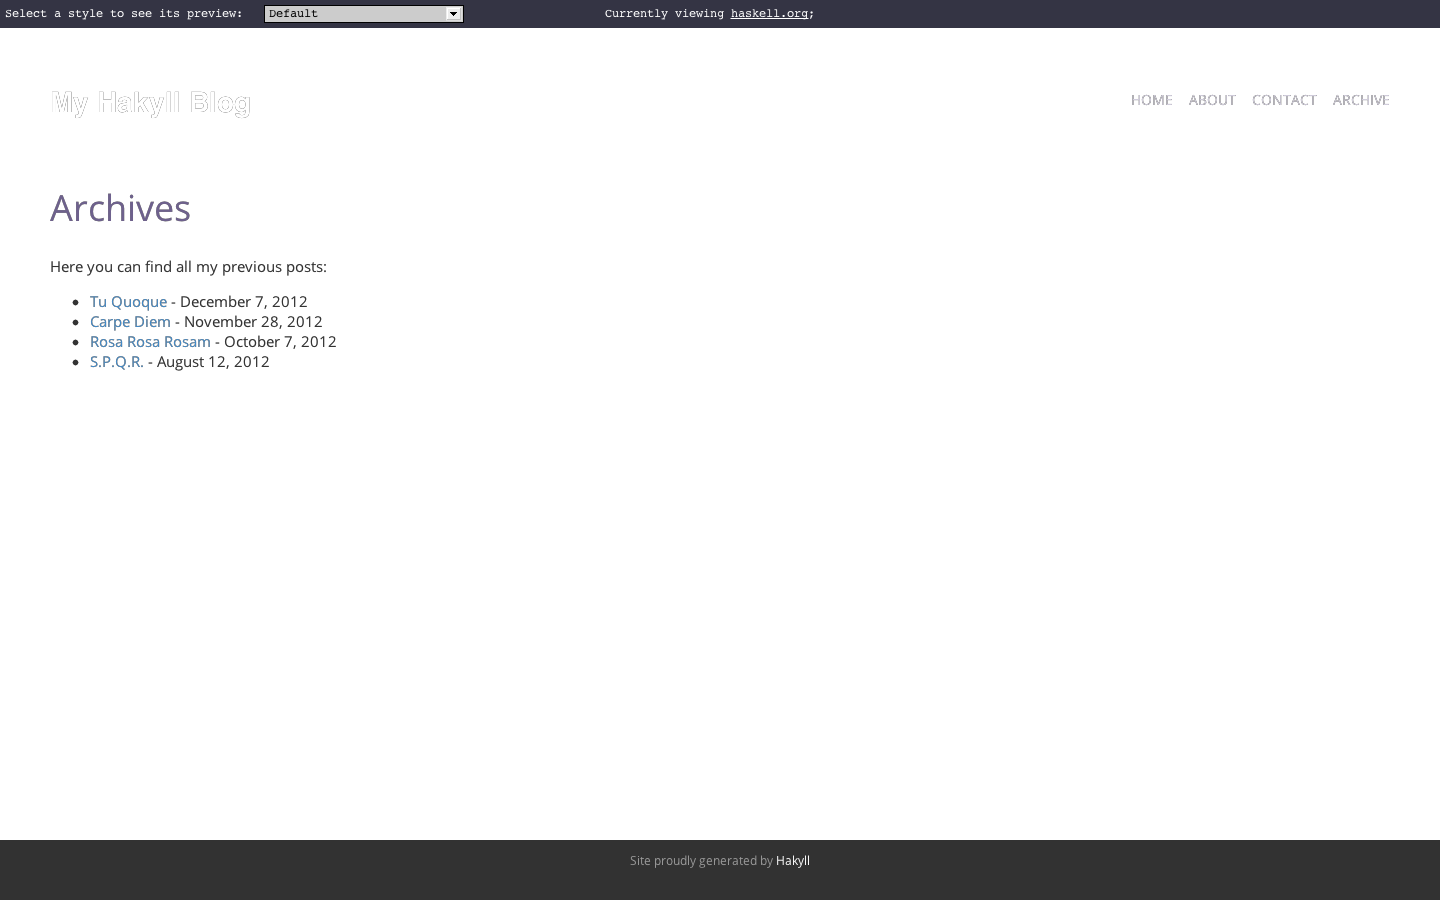 Select a style to see its preview: Default Currently viewing haskell.org;
My Hakyll Blog HOME ABOUT CONTACT ARCHIVE
Archives
Here you can find all my previous posts:
Tu Quoque - December 7, 2012
Carpe Diem - November 28, 2012
Rosa Rosa Rosam - October 7, 2012
S.P.Q.R. - August 12, 2012
Site proudly generated by Hakyll